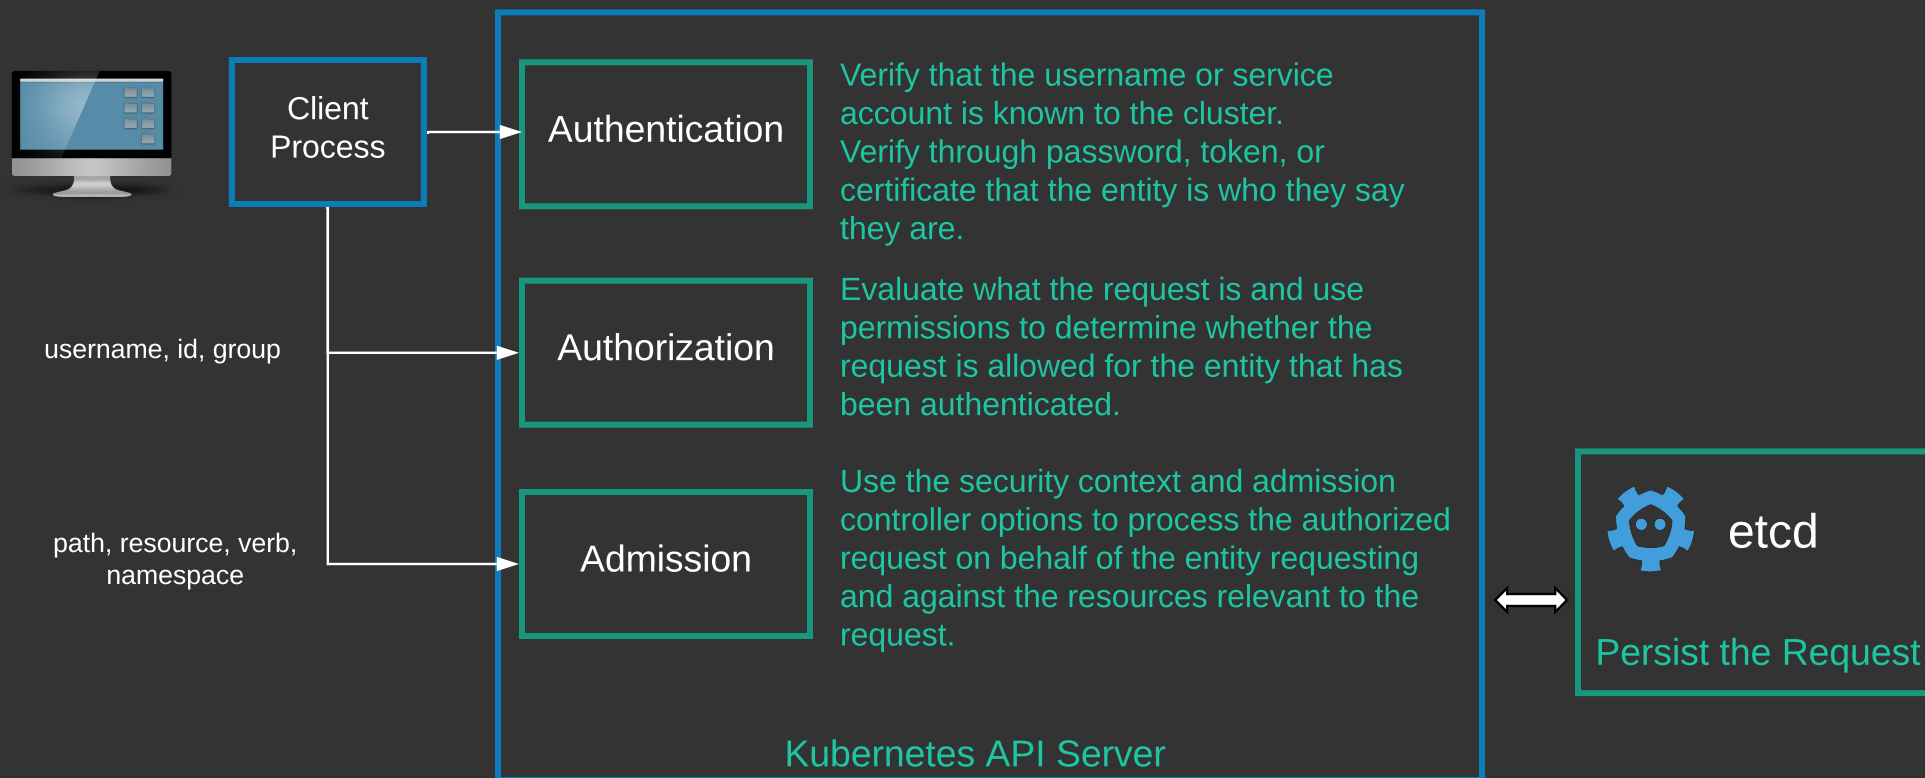 Client
Process
Authentication
Verify that the username or service
account is known to the cluster.
Verify through password, token, or
certificate that the entity is who they say
they are.
username, id, group
Authorization
Evaluate what the request is and use
permissions to determine whether the
request is allowed for the entity that has
been authenticated.
path, resource, verb,
namespace
Admission
Use the security context and admission
controller options to process the authorized
request on behalf of the entity requesting
and against the resources relevant to the
request.
etcd
Persist the Request
Kubernetes API Server